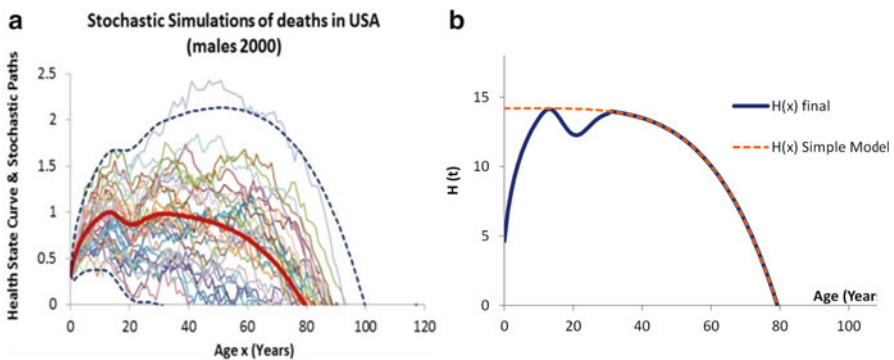 a
Stochastic Simulations of deaths in USA
(males 2000)
Health State Curve & Stochastic Paths
2.5
2
1.5
1
0.5
0
0 20 40 60 80 100 120
Age x (Years)
b
H (t)
15
10
5
0
0 20 40 60 80 100
H(x) final
H(x) Simple Model
Age (Years